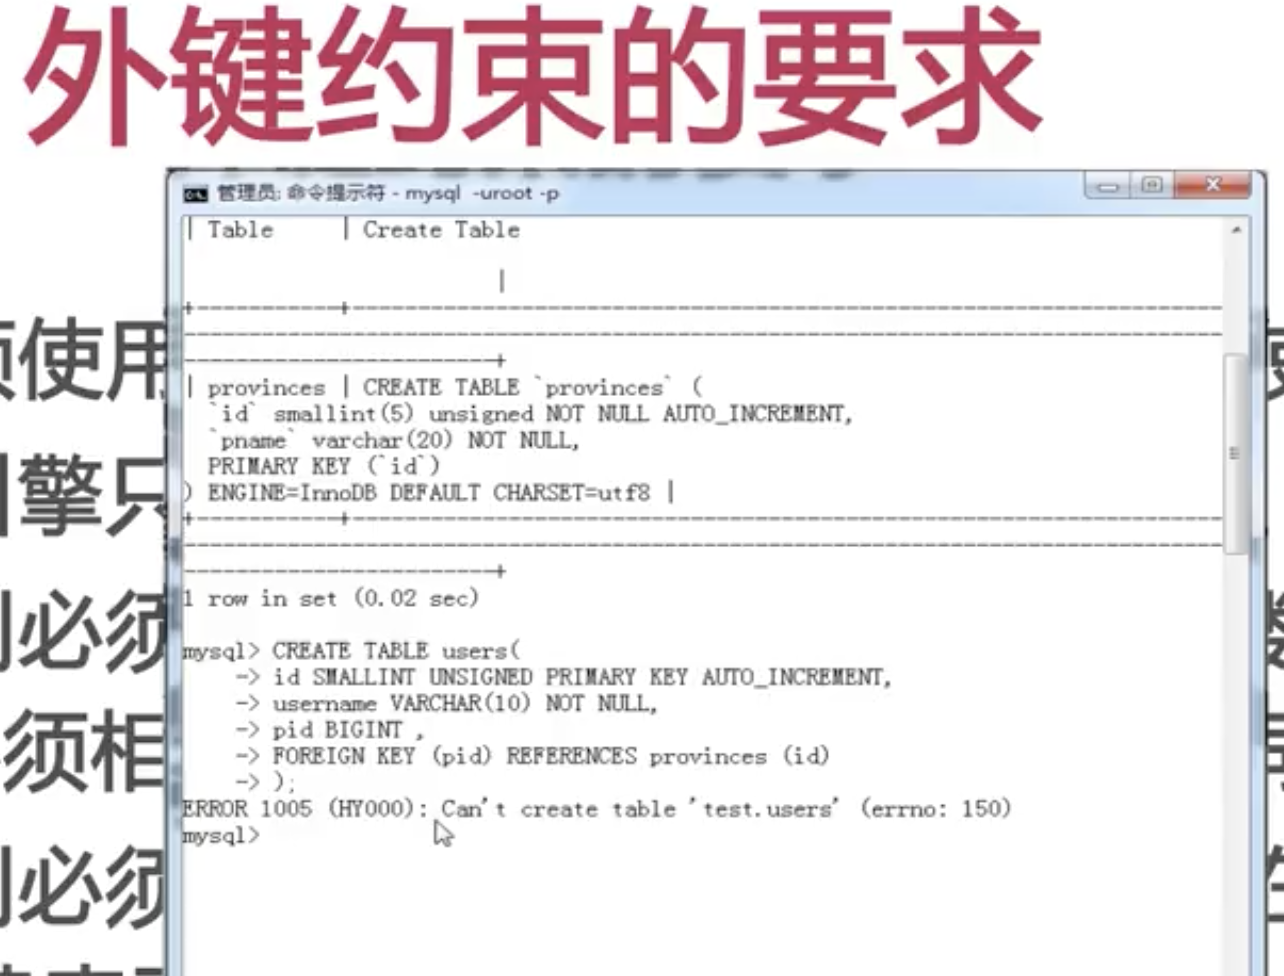 外键约束的要求
管理员: 命令提示符 - mysql  -uroot -p
| Table     | Create Table
|
| provinces | CREATE TABLE `provinces` (
`id` smallint(5) unsigned NOT NULL AUTO_INCREMENT,
`pname` varchar(20) NOT NULL,
PRIMARY KEY (`id`)
) ENGINE=InnoDB DEFAULT CHARSET=utf8 |
1 row in set (0.02 sec)
mysql> CREATE TABLE users(
-> id SMALLINT UNSIGNED PRIMARY KEY AUTO_INCREMENT,
-> username VARCHAR(10) NOT NULL,
-> pid BIGINT ,
-> FOREIGN KEY (pid) REFERENCES provinces (id)
-> );
ERROR 1005 (HY000): Can't create table 'test.users' (errno: 150)
mysql>
使用
擎只
必须
须相
必须